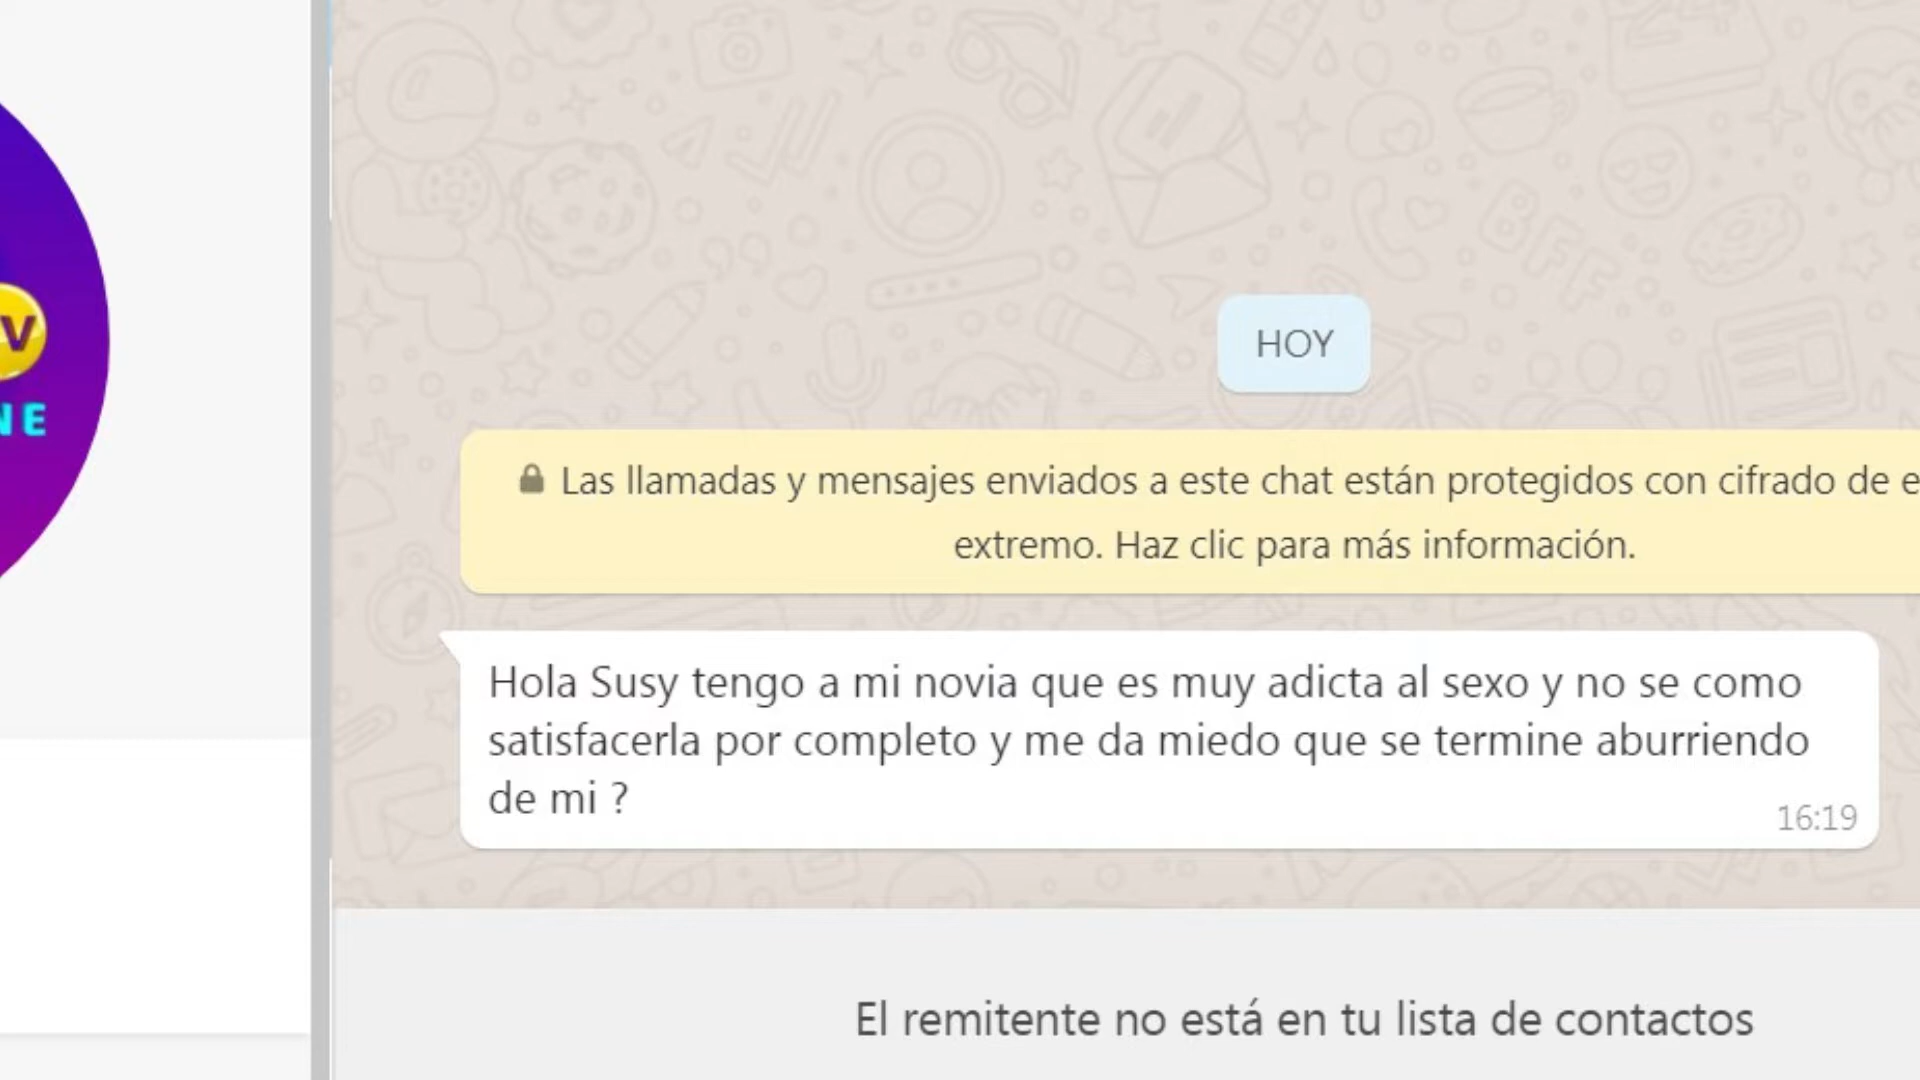 V
NE
HOY
Las llamadas y mensajes enviados a este chat están protegidos con cifrado de e
extremo. Haz clic para más información.
Hola Susy tengo a mi novia que es muy adicta al sexo y no se como
satisfacerla por completo y me da miedo que se termine aburriendo
de mi ?
16:19
El remitente no está en tu lista de contactos